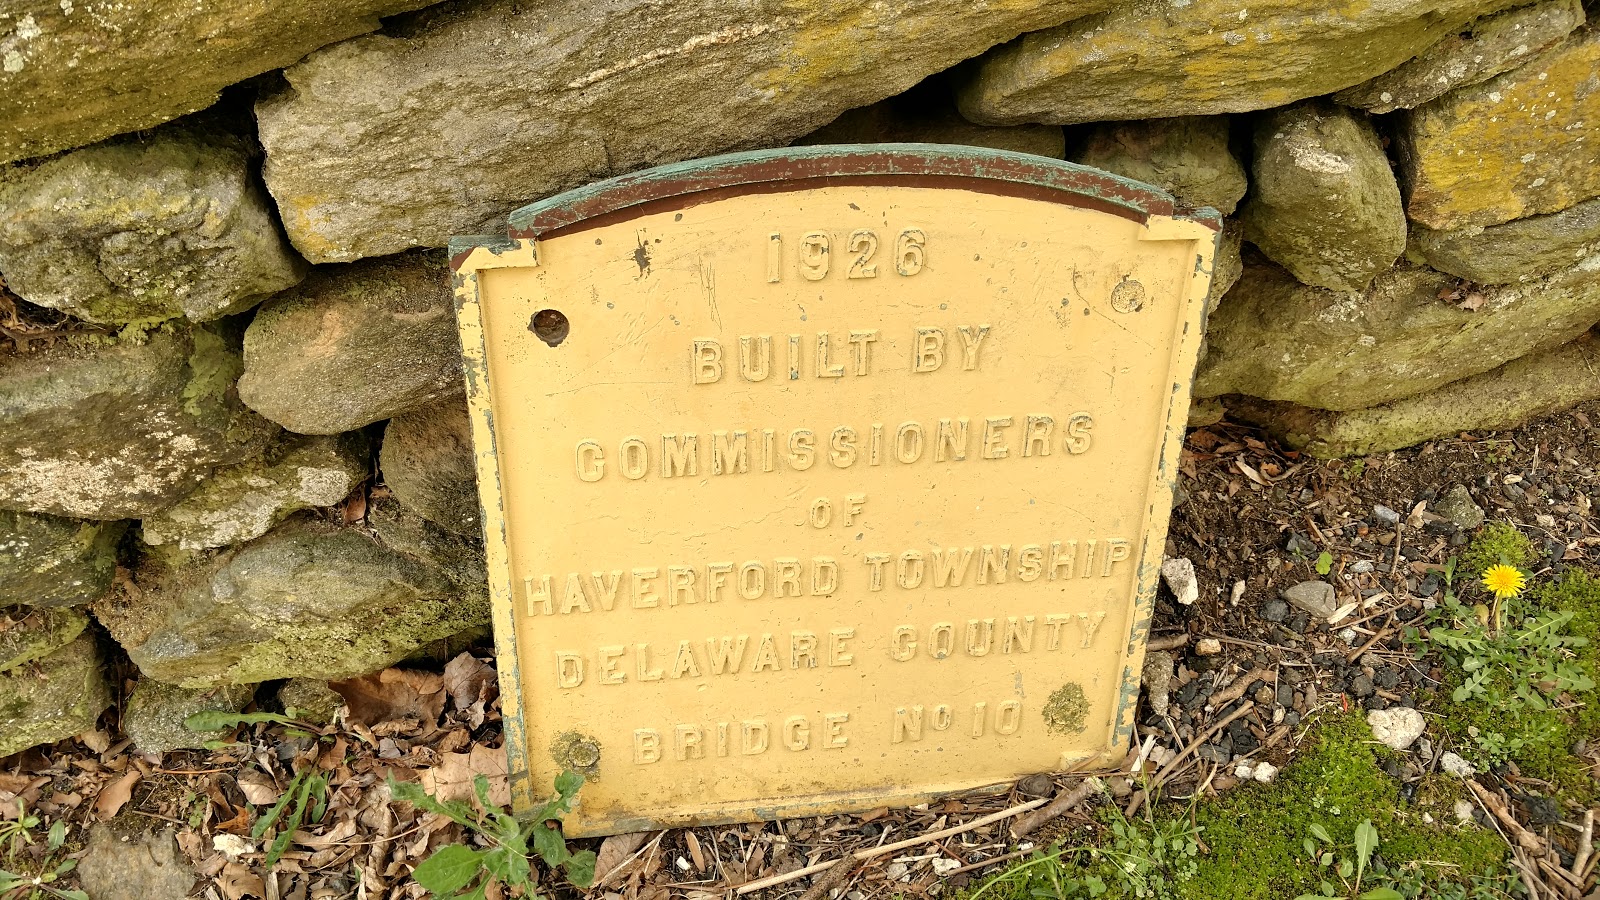 1926
BUILT BY
COMMISSIONERS
OF
HAVERFORD TOWNSHIP
DELAWARE COUNTY
BRIDGE No 10